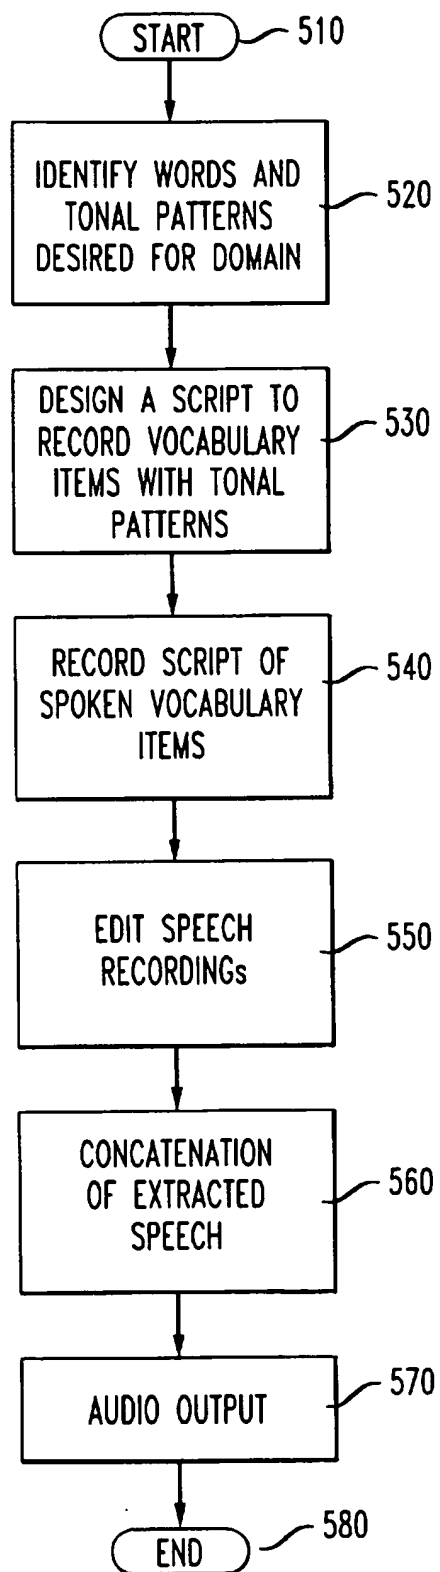 START
510
IDENTIFY WORDS AND
TONAL PATTERNS
DESIRED FOR DOMAIN
520
DESIGN A SCRIPT TO
RECORD VOCABULARY
ITEMS WITH TONAL
PATTERNS
530
RECORD SCRIPT OF
SPOKEN VOCABULARY
ITEMS
540
EDIT SPEECH
RECORDINGs
550
CONCATENATION
OF EXTRACTED
SPEECH
560
AUDIO OUTPUT
570
END
580